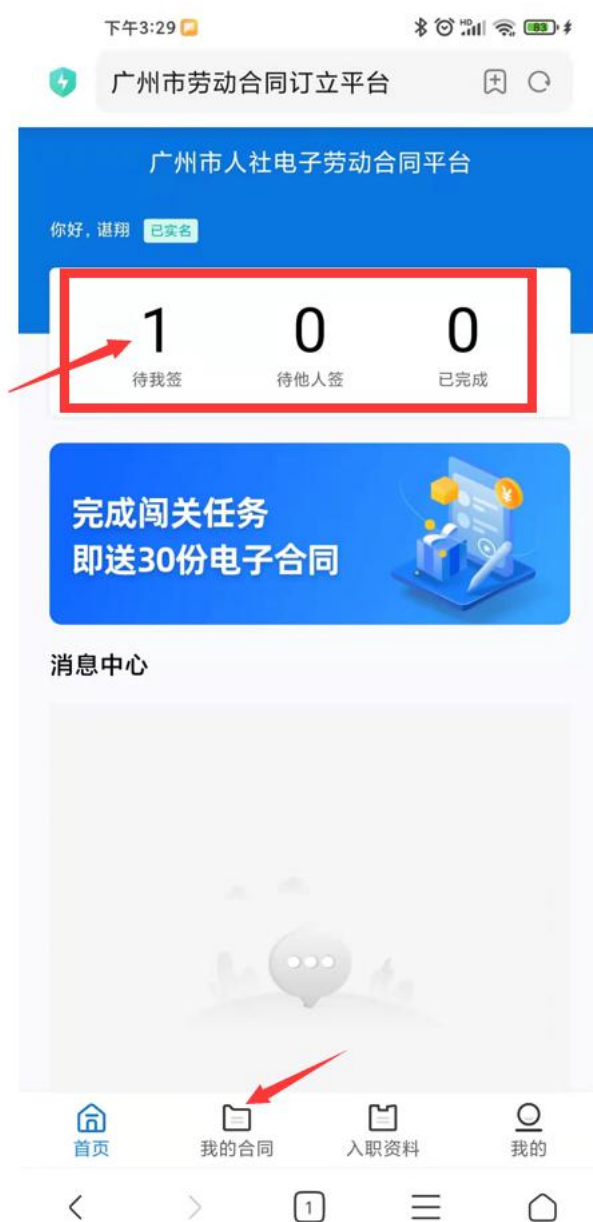 下午3:29
HD
83
广州市劳动合同订立平台
广州市人社电子劳动合同平台
你好，谌翔 已实名
1 0 0
待我签 待他人签 已完成
完成闯关任务
即送30份电子合同
消息中心
首页 我的合同 入职资料 我的
1